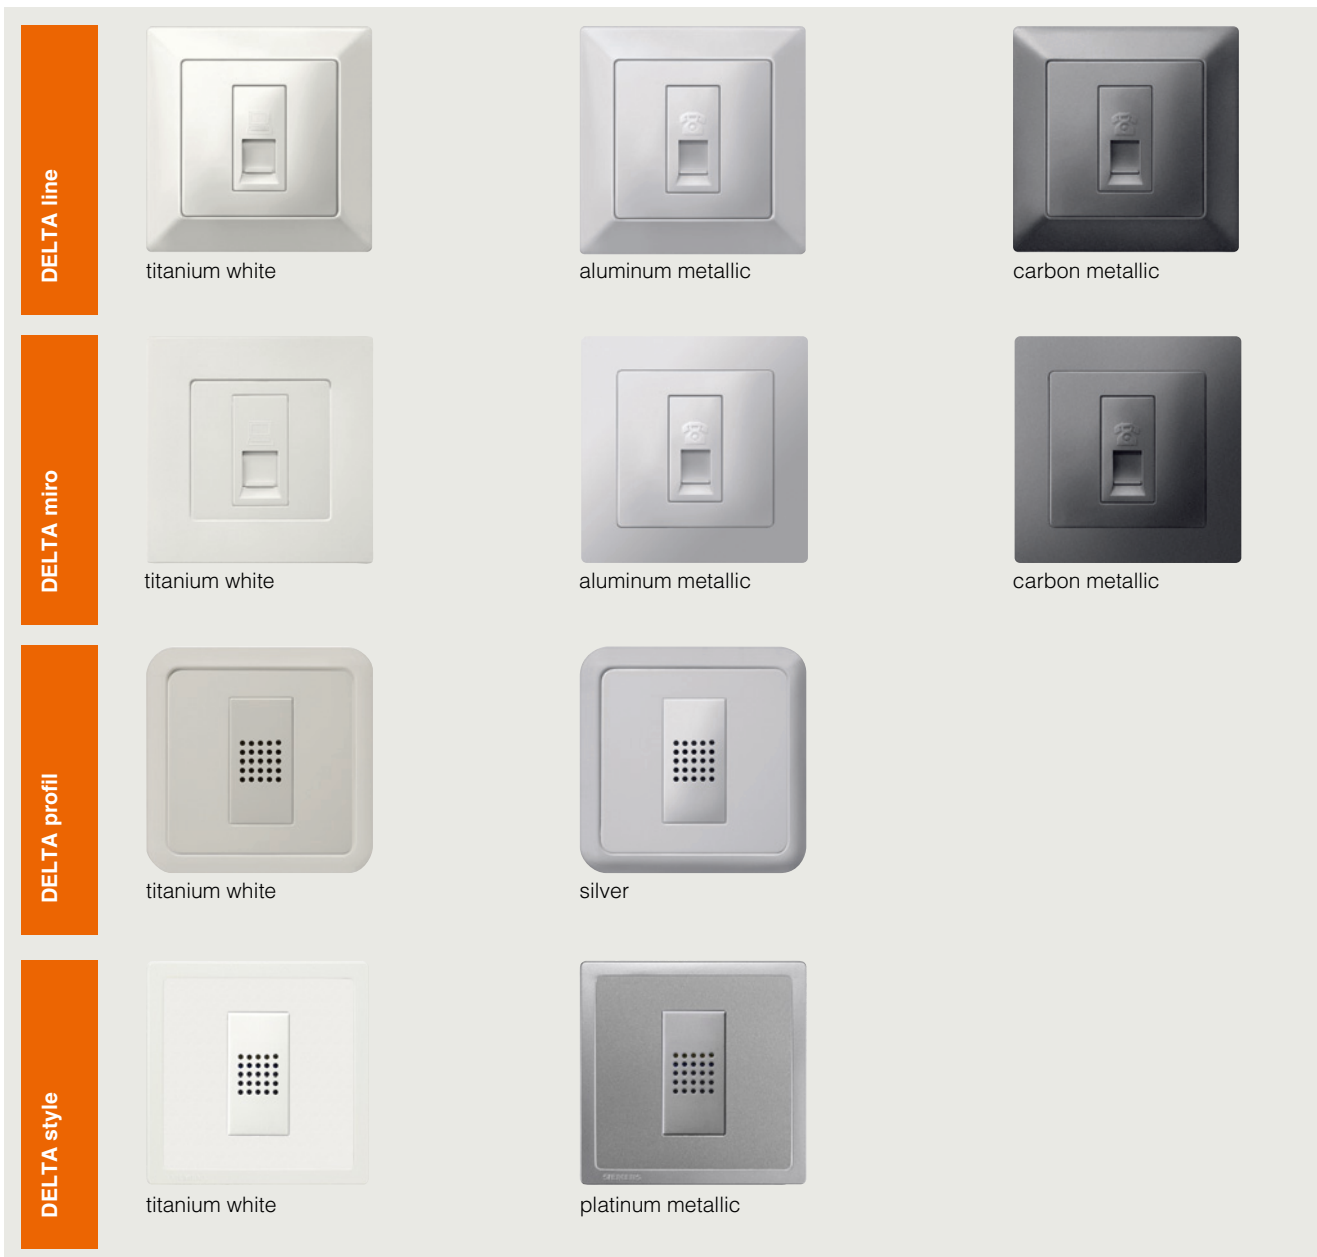 DELTA line
titanium white
aluminum metallic
carbon metallic
DELTA miro
titanium white
aluminum metallic
carbon metallic
DELTA profil
titanium white
silver
DELTA style
titanium white
SIEMENS
platinum metallic